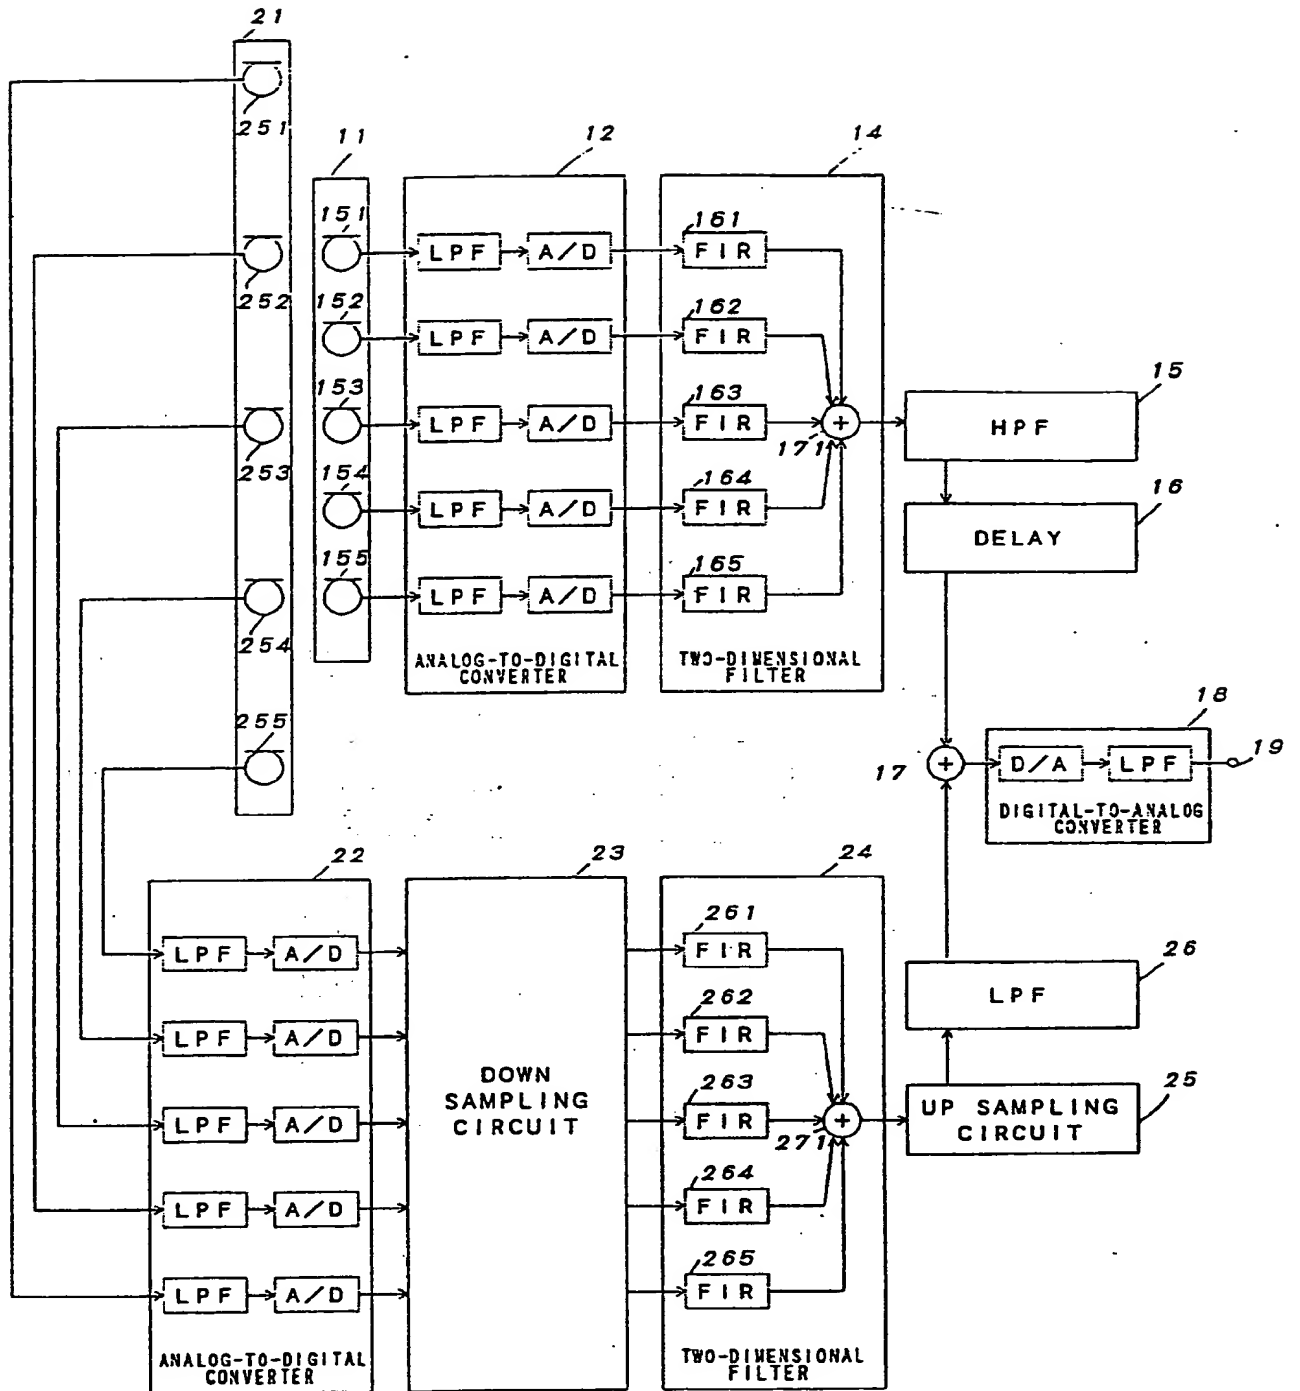 21
251
11
12
14
151
LPF A/D
161
FIR
252
152
LPF A/D
162
FIR
15
HPF
153
LPF A/D
163
FIR
171
+
253
154
LPF A/D
164
FIR
16
DELAY
155
LPF A/D
165
FIR
254
ANALOG-TO-DIGITAL
CONVERTER
TWO-DIMENSIONAL
FILTER
255
18
19
17
+
D/A LPF
DIGITAL-TO-ANALOG
CONVERTER
22
23
24
LPF A/D
261
FIR
26
LPF
LPF A/D
262
FIR
DOWN
SAMPLING
CIRCUIT
LPF A/D
263
FIR
271
+
25
UP SAMPLING
CIRCUIT
LPF A/D
264
FIR
LPF A/D
265
FIR
ANALOG-TO-DIGITAL
CONVERTER
TWO-DIMENSIONAL
FILTER